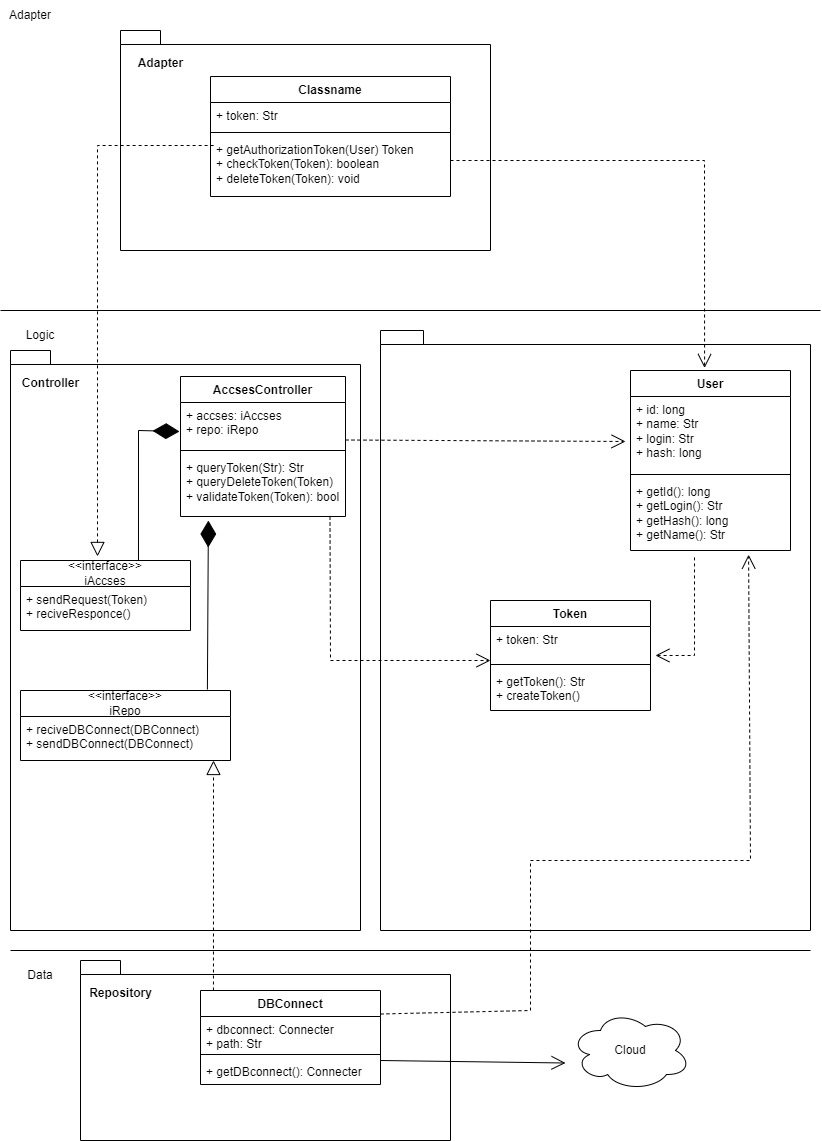 Adapter
Adapter
Classname
+ token: Str
+ getAuthorizationToken(User) Token
+ checkToken(Token): boolean
+ deleteToken(Token): void
Logic
Controller
AccsesController
+ accses: iAccses
+ repo: iRepo
+ queryToken(Str): Str
+ queryDeleteToken(Token)
+ validateToken(Token): bool
User
+ id: long
+ name: Str
+ login: Str
+ hash: long
+ getId(): long
+ getLogin(): Str
+ getHash(): long
+ getName(): Str
<<interface>>
iAccses
+ sendRequest(Token)
+ reciveResponce()
Token
+ token: Str
+ getToken(): Str
+ createToken()
<<interface>>
iRepo
+ reciveDBConnect(DBConnect)
+ sendDBConnect(DBConnect)
Data
Repository
DBConnect
+ dbconnect: Connecter
+ path: Str
+ getDBconnect(): Connecter
Cloud